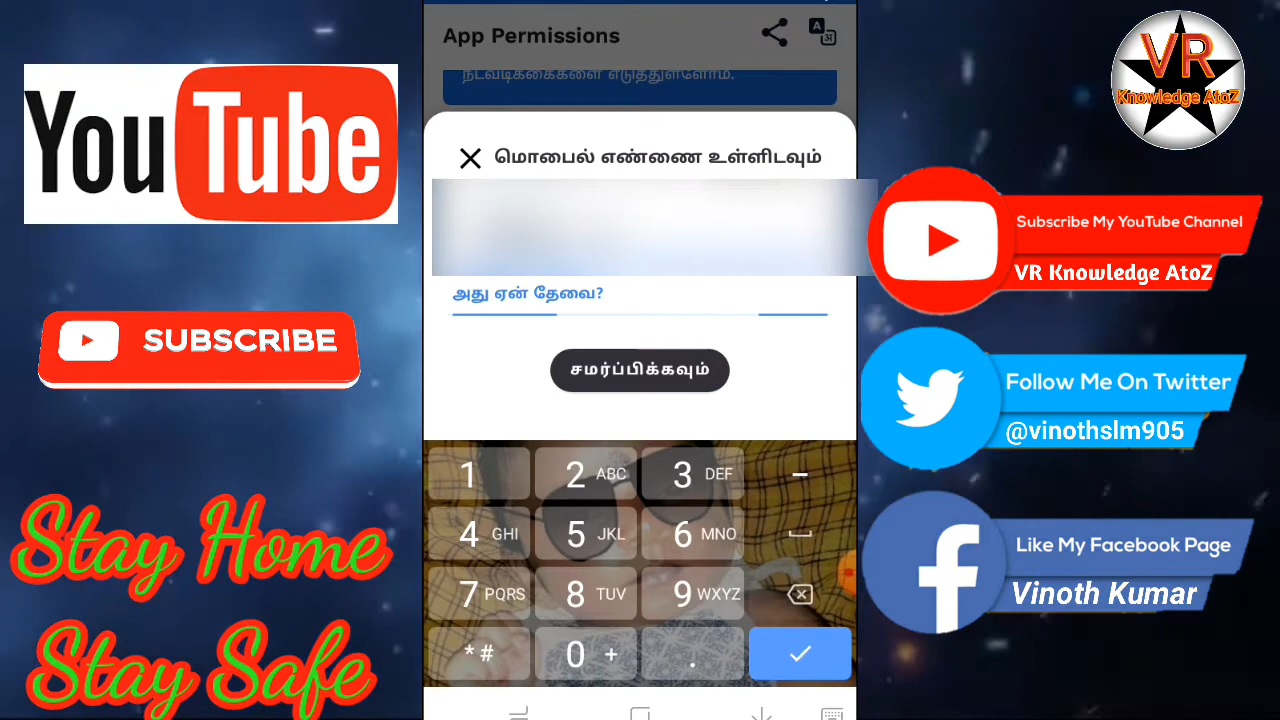 YouTube
SUBSCRIBE
Stay Home
Stay Safe
App Permissions
A
अ
நடவடிக்கைகளை எடுத்துள்ளோம்.
மொபைல் எண்ணை உள்ளிடவும்
அது ஏன் தேவை?
சமர்ப்பிக்கவும்
1 2 ABC 3 DEF –
4 GHI 5 JKL 6 MNO
7 PQRS 8 TUV 9 WXYZ
* # 0 + .
VR
Knowledge AtoZ
Subscribe My YouTube Channel
VR Knowledge AtoZ
Follow Me On Twitter
@vinothslm905
Like My Facebook Page
Vinoth Kumar